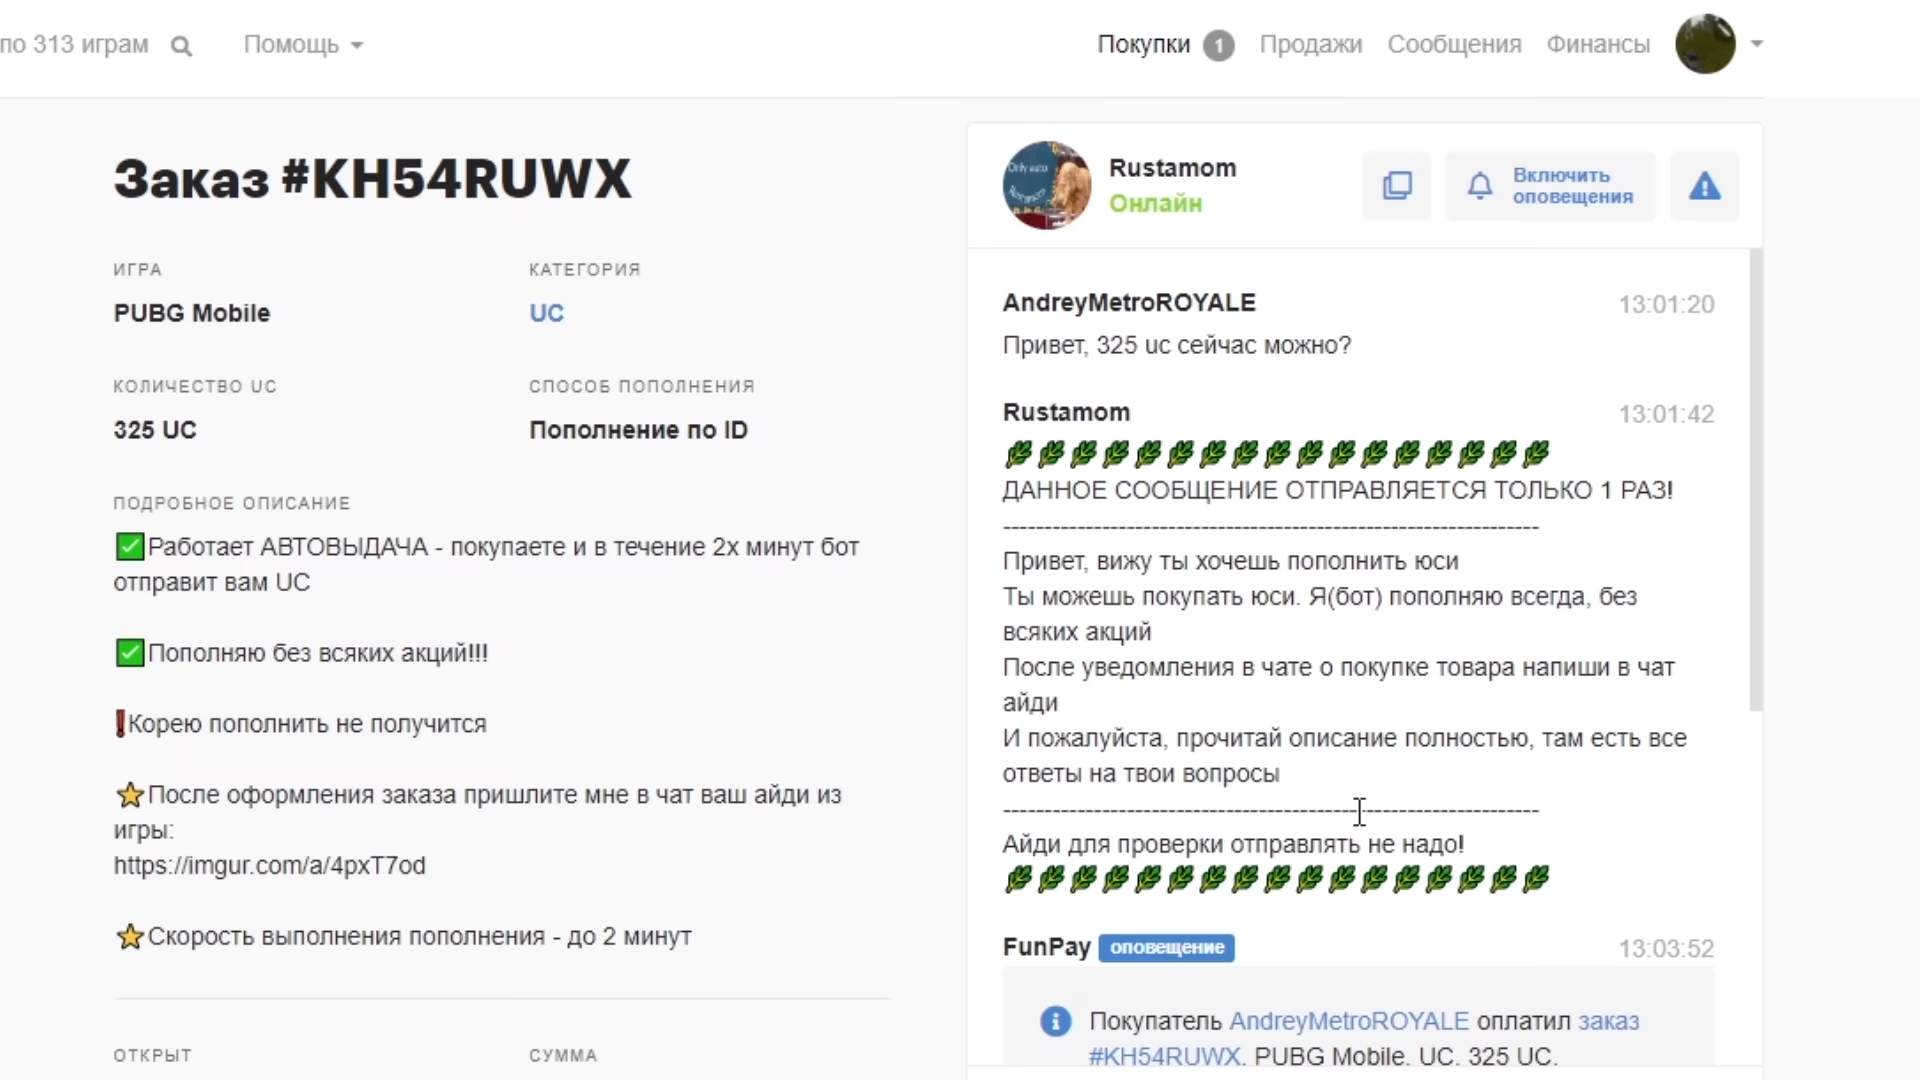 по 313 играм
Помощь
Покупки 1 Продажи Сообщения Финансы
Заказ #KH54RUWX
ИГРА
PUBG Mobile
КАТЕГОРИЯ
UC
КОЛИЧЕСТВО UC
325 UC
СПОСОБ ПОПОЛНЕНИЯ
Пополнение по ID
ПОДРОБНОЕ ОПИСАНИЕ
✅Работает АВТОВЫДАЧА - покупаете и в течение 2х минут бот
отправит вам UC
✅Пополняю без всяких акций!!!
❗Корею пополнить не получится
⭐После оформления заказа пришлите мне в чат ваш айди из
игры:
https://imgur.com/a/4pxT7od
⭐Скорость выполнения пополнения - до 2 минут
ОТКРЫТ
СУММА
Only auto
Rustamom
Rustamom
Онлайн
Включить
оповещения
AndreyMetroROYALE 13:01:20
Привет, 325 uc сейчас можно?
Rustamom 13:01:42
ДАННОЕ СООБЩЕНИЕ ОТПРАВЛЯЕТСЯ ТОЛЬКО 1 РАЗ!
------------------------------------------------------------------
Привет, вижу ты хочешь пополнить юси
Ты можешь покупать юси. Я(бот) пополняю всегда, без
всяких акций
После уведомления в чате о покупке товара напиши в чат
айди
И пожалуйста, прочитай описание полностью, там есть все
ответы на твои вопросы
------------------------------------------------------------------
Айди для проверки отправлять не надо!
FunPay оповещение 13:03:52
Покупатель AndreyMetroROYALE оплатил заказ
#KH54RUWX. PUBG Mobile, UC, 325 UC.